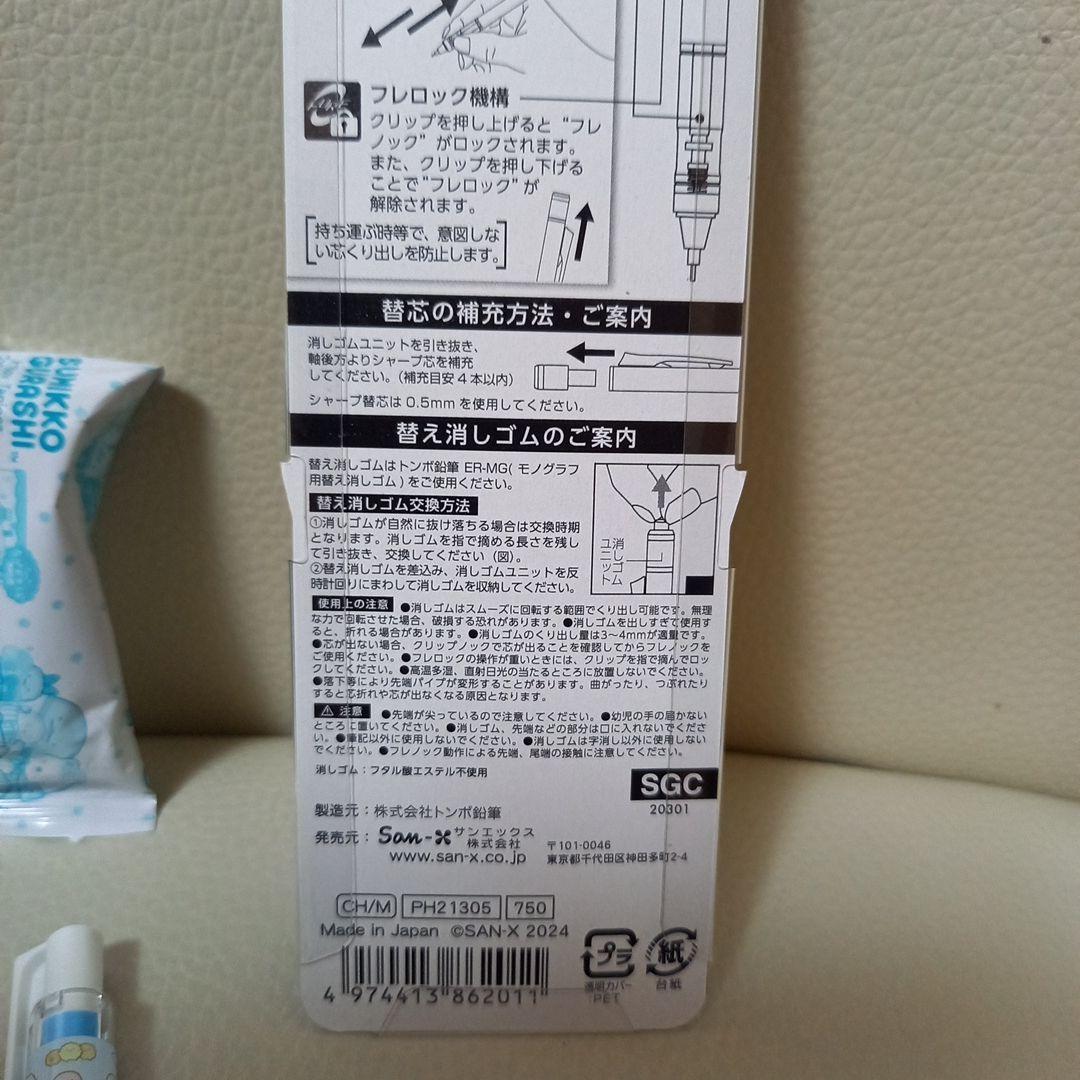 フレロック機構
クリップを押し上げると“フレ
ノック”がロックされます。
また、クリップを押し下げる
ことで“フレロック”が
解除されます。
持ち運ぶ時等で、意図しな
い芯くり出しを防止します。
替芯の補充方法・ご案内
消しゴムユニットを引き抜き、
軸後方よりシャープ芯を補充
してください。（補充目安4本以内）
シャープ替芯は 0.5mm を使用してください。
替え消しゴムのご案内
替え消しゴムはトンボ鉛筆 ER-MG( モノグラフ
用替え消しゴム ) をご使用ください。
替え消しゴム交換方法
①消しゴムが自然に抜け落ちる場合は交換時期
となります。消しゴムを指で摘める長さを残し
て引き抜き、交換してください（図）。
②替え消しゴムを差込み、消しゴムユニットを反
時計回りにまわして消しゴムを収納してください。
消しゴム
ユニット
使用上の注意 ●消しゴムはスムーズに回転する範囲でくり出し可能です。無理
な力で回転させた場合、破損する恐れがあります。●消しゴムを出しすぎて使用す
ると、折れる場合があります。●消しゴムのくり出し量は3〜4mmが適量です。
●芯が出ない場合、クリップノックで芯が出ることを確認してからフレノックを
ご使用ください。●フレロックの操作が重いときには、クリップを指で摘んでロッ
クしてください。●高温多湿、直射日光の当たるところに放置しないでください。
●落下等により先端パイプが変形することがあります。曲がったり、つぶれたり
すると芯折れや芯が出なくなる原因となります。
注意 ●先端が尖っているので注意してください。●幼児の手の届かない
ところに置いてください。●消しゴム、先端などの部分は口に入れないでくださ
い。●筆記以外に使用しないでください。●消しゴムは字消し以外に使用しない
でください。●フレノック動作による先端、尾端の接触に注意してください。
消しゴム：フタル酸エステル不使用
SGC
20301
製造元：株式会社トンボ鉛筆
発売元：San-X サンエックス
株式会社
www.san-x.co.jp
〒101-0046
東京都千代田区神田多町2-4
CH/M PH21305 750
Made in Japan ©SAN-X 2024
4 974413 862011
プラ
透明カバー
PET
紙
台紙
SUMIKKO
GURASHI